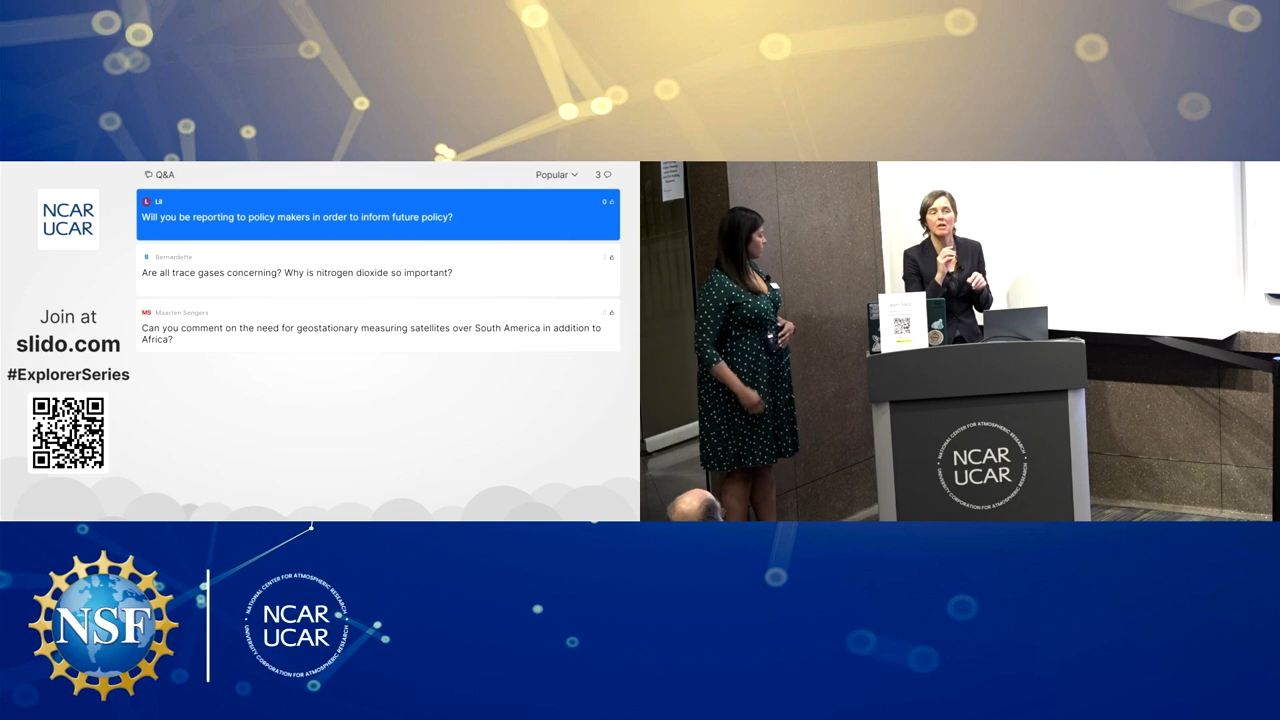 Q&A
Popular
3
NCAR
UCAR
L
Lil
0
Will you be reporting to policy makers in order to inform future policy?
B
Bernardette
Are all trace gases concerning? Why is nitrogen dioxide so important?
MS
Maarten Sengers
Can you comment on the need for geostationary measuring satellites over South America in addition to
Africa?
Join at
slido.com
#ExplorerSeries
NATIONAL CENTER FOR ATMOSPHERIC RESEARCH
NCAR
UCAR
UNIVERSITY CORPORATION FOR ATMOSPHERIC RESEARCH
NSF
NATIONAL CENTER FOR ATMOSPHERIC RESEARCH
NCAR
UCAR
UNIVERSITY CORPORATION FOR ATMOSPHERIC RESEARCH